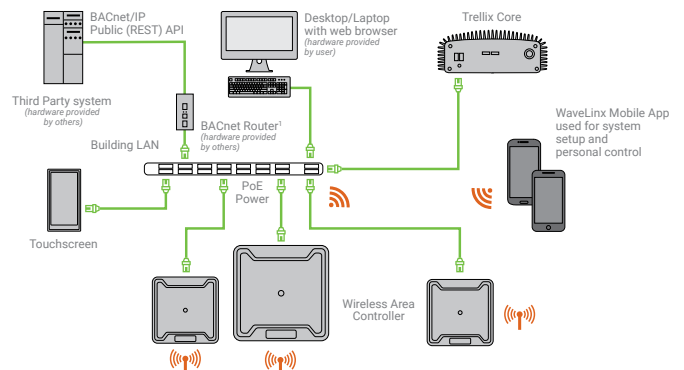 BACnet/IP
Public (REST) API
Desktop/Laptop
with web browser
(hardware provided
by user)
Trellix Core
Third Party system
(hardware provided
by others)
BACnet Router¹
(hardware provided
by others)
Building LAN
WaveLinx Mobile App
used for system
setup and
personal control
PoE
Power
Touchscreen
Wireless Area
Controller